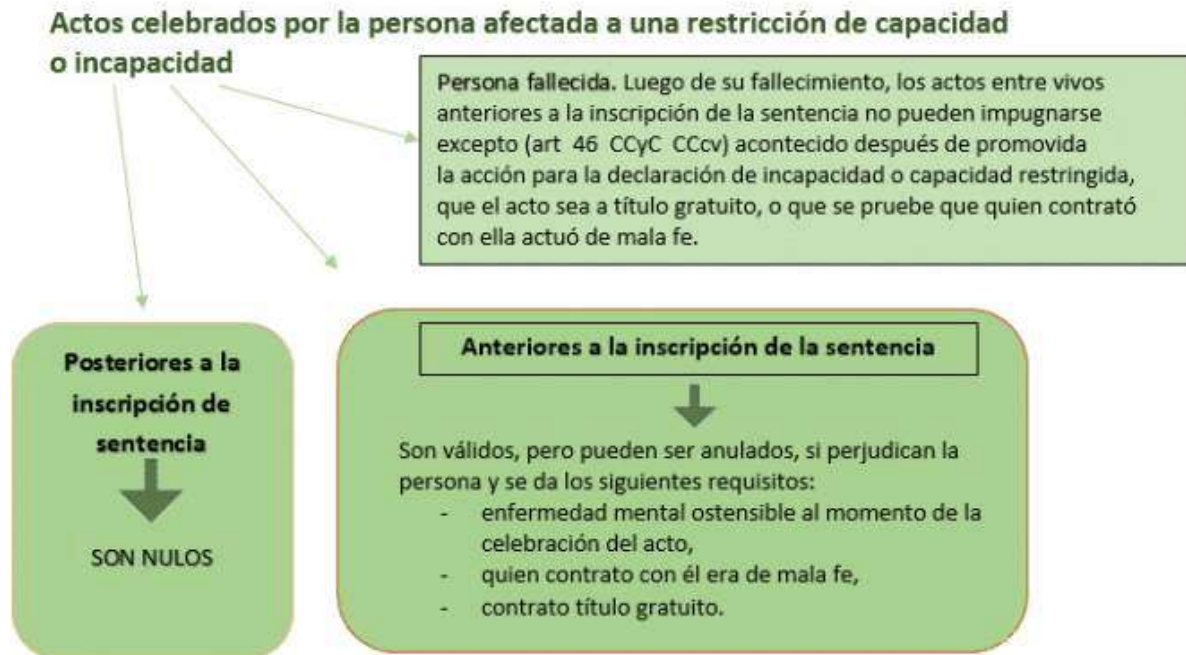 Actos celebrados por la persona afectada a una restricción de capacidad
o incapacidad
Persona fallecida. Luego de su fallecimiento, los actos entre vivos
anteriores a la inscripción de la sentencia no pueden impugnarse
excepto (art 46 CCyC CCcv) acontecido después de promovida
la acción para la declaración de incapacidad o capacidad restringida,
que el acto sea a título gratuito, o que se pruebe que quien contrató
con ella actuó de mala fe.
Posteriores a la
inscripción de
sentencia
SON NULOS
Anteriores a la inscripción de la sentencia
Son válidos, pero pueden ser anulados, si perjudican la
persona y se da los siguientes requisitos:
- enfermedad mental ostensible al momento de la
celebración del acto,
- quien contrato con él era de mala fe,
- contrato título gratuito.